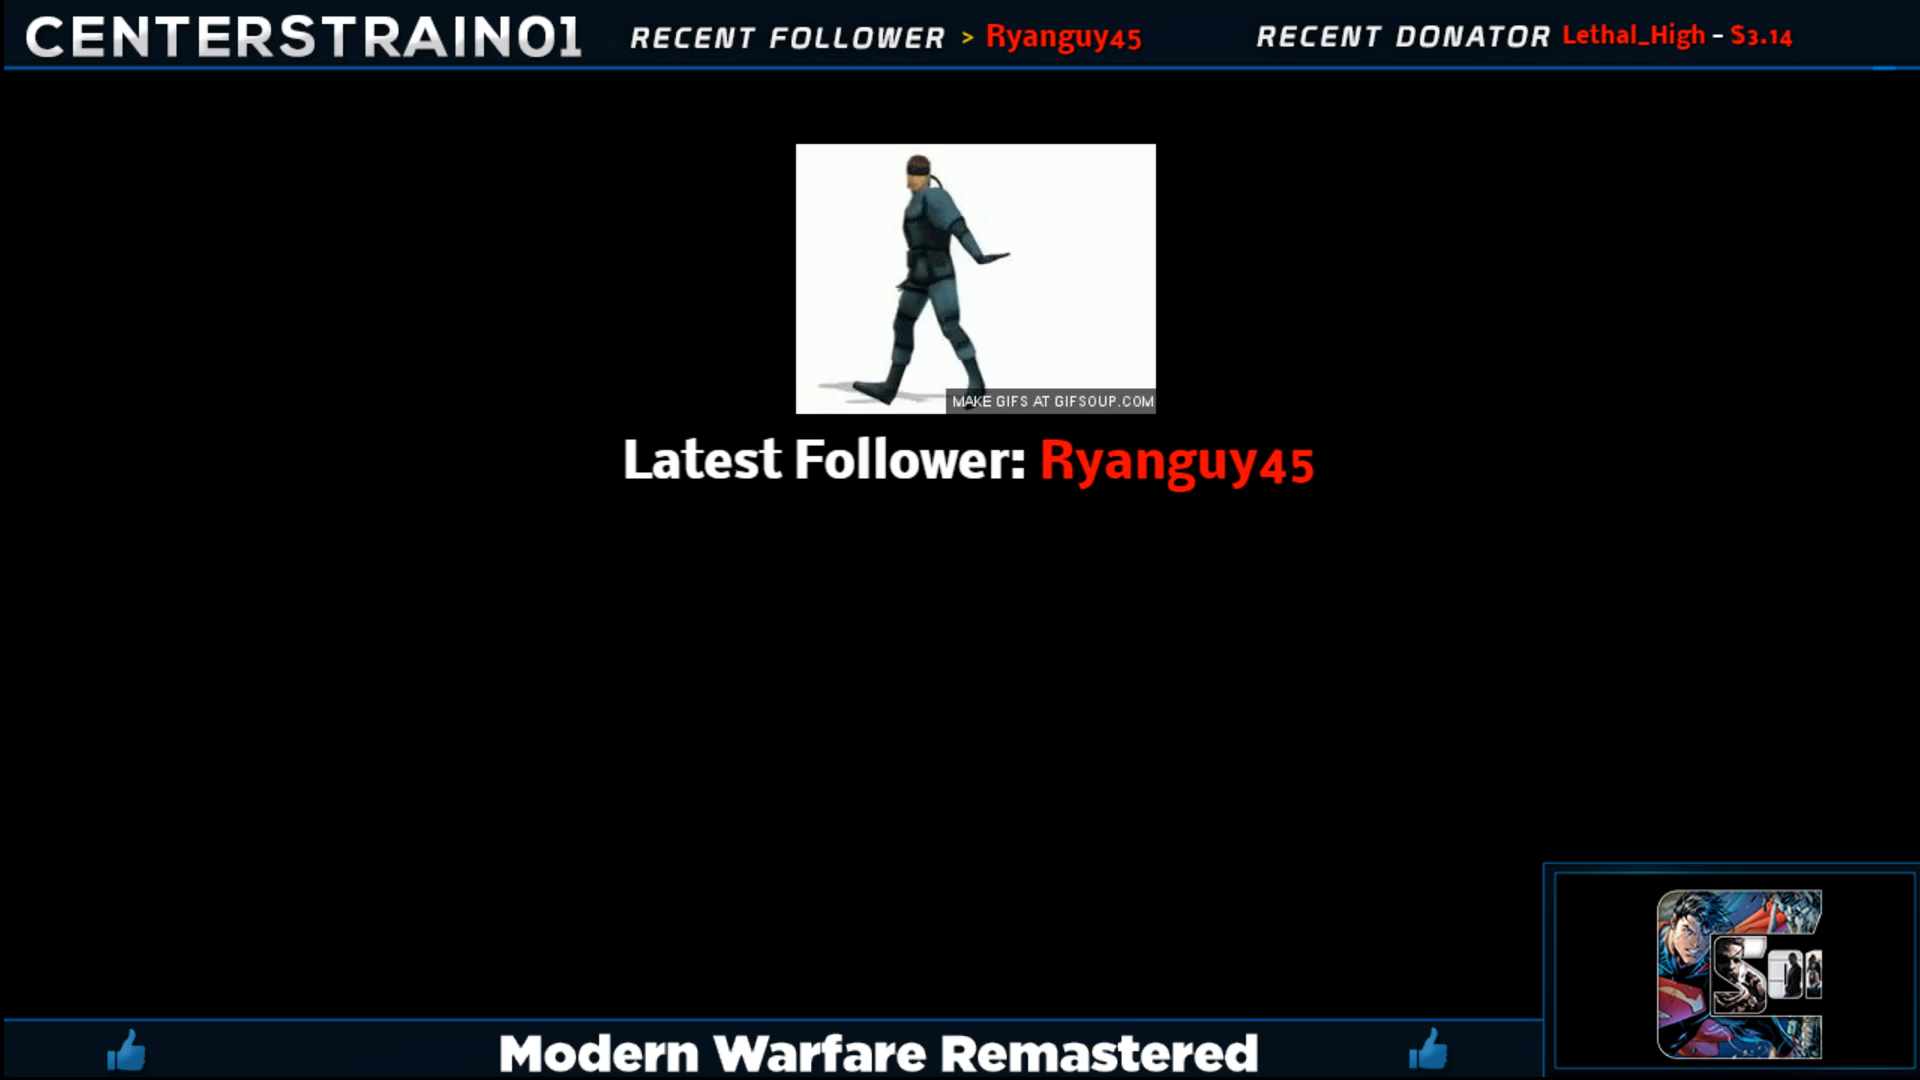 CENTERSTRAIN01
RECENT FOLLOWER > Ryanguy45
RECENT DONATOR Lethal_High - $3.14
MAKE GIFS AT GIFSOUP.COM
Latest Follower: Ryanguy45
S01
Modern Warfare Remastered